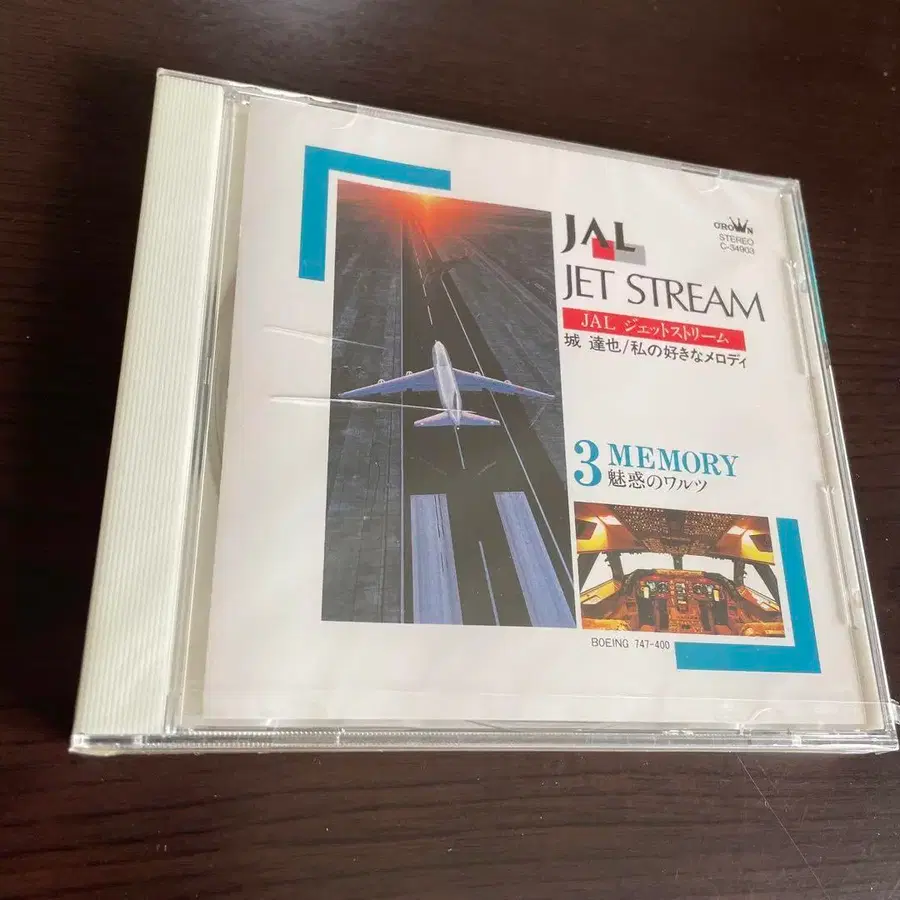 JAL
CROWN
STEREO
C-34903
JET STREAM
JAL ジェットストリーム
城 達也/私の好きなメロディ
3 MEMORY
魅惑のワルツ
BOEING 747-400